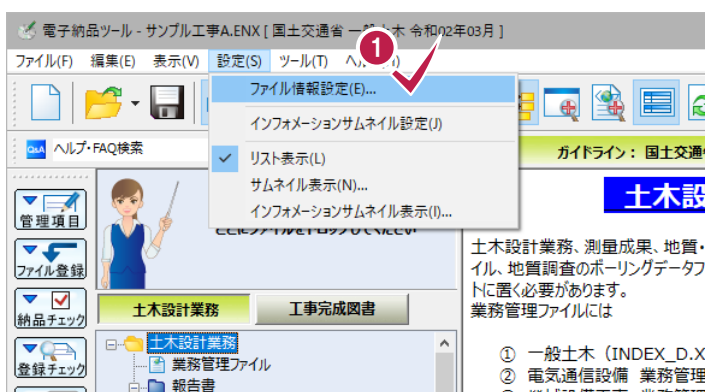 電子納品ツール - サンプル工事A.ENX [ 国土交通省 一般土木 令和02年03月 ]
ファイル(F) 編集(E) 表示(V) 設定(S) ツール(T)
1
ファイル情報設定(E)...
インフォメーションサムネイル設定(J)
リスト表示(L)
サムネイル表示(N)...
インフォメーションサムネイル表示(I)...
Q&A ヘルプ・FAQ検索
ガイドライン： 国土交通
管理項目
ファイル登録
納品チェック
登録チェック
土木設計業務 工事完成図書
土木設計業務
業務管理ファイル
報告書
土木設
土木設計業務、測量成果、地質・
イル、地質調査のボーリングデータフ
トに置く必要があります。
業務管理ファイルには
① 一般土木（INDEX_D.X
② 電気通信設備 業務管理